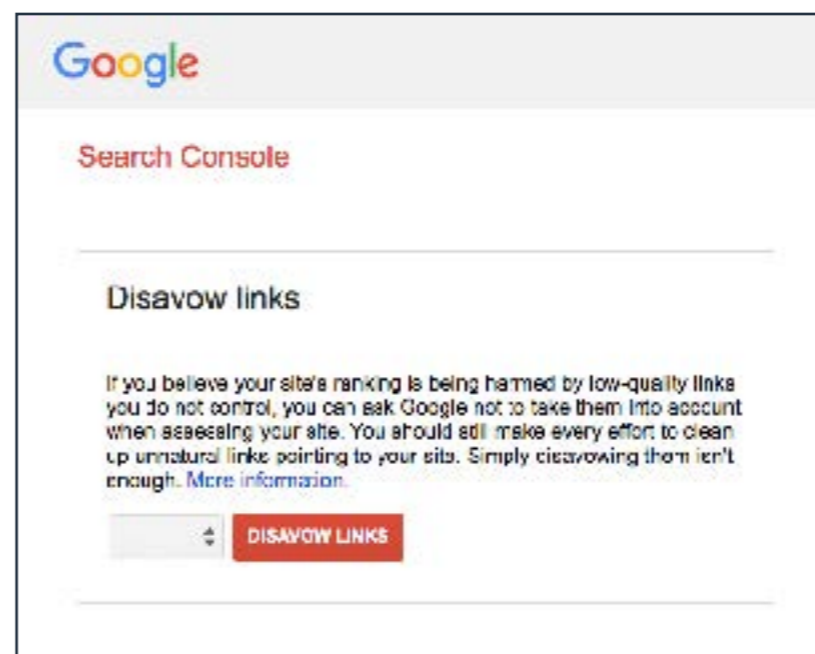 Google
Search Console
Disavow links
If you believe your site's ranking is being harmed by low-quality links
you do not control, you can ask Google not to take them into account
when assessing your site. You should still make every effort to clean
up unnatural links pointing to your site. Simply disavowing them isn't
enough. More information.
DISAVOW LINKS